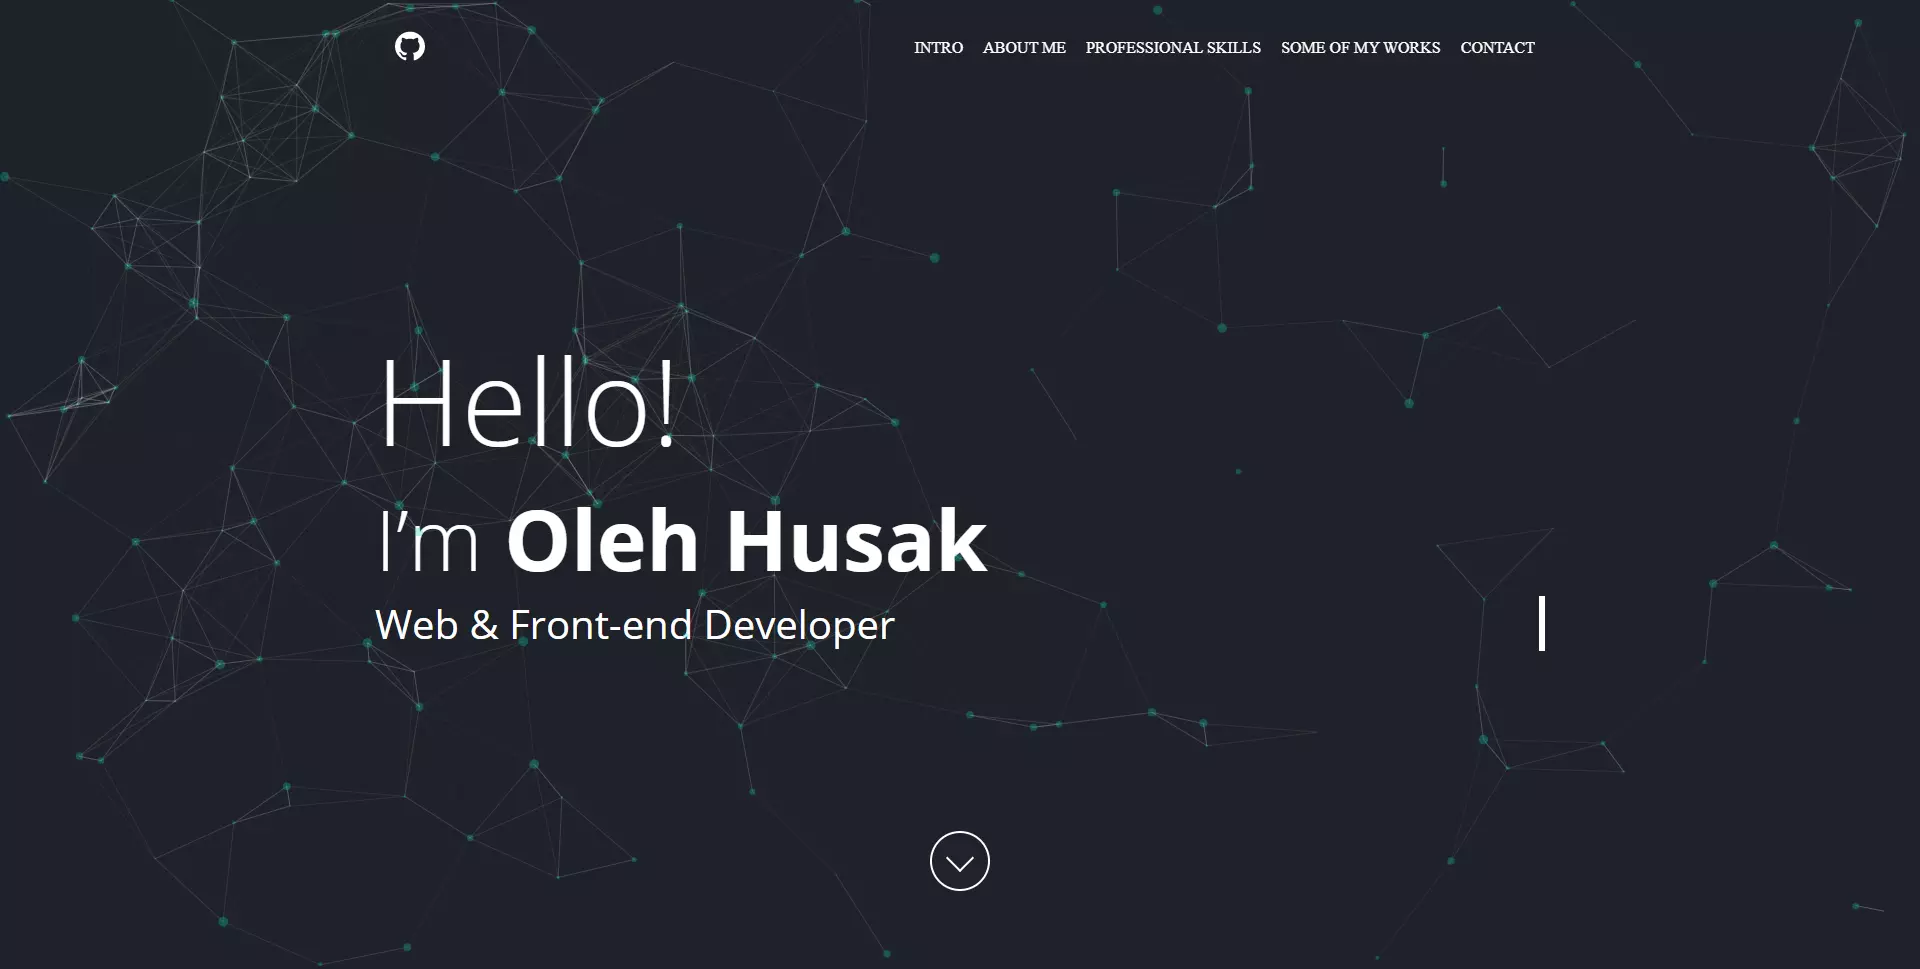 INTRO ABOUT ME PROFESSIONAL SKILLS SOME OF MY WORKS CONTACT
Hello!
I’m Oleh Husak
Web & Front-end Developer